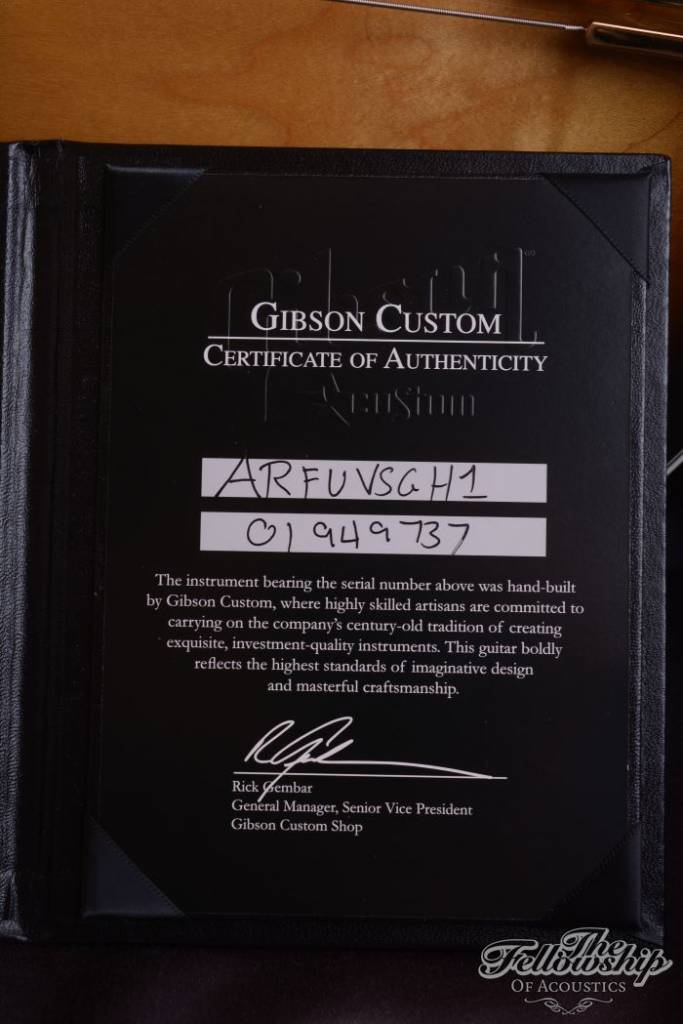 Gibson
Custom
GIBSON CUSTOM
CERTIFICATE OF AUTHENTICITY
ARFUVSGH1
01949737
The instrument bearing the serial number above was hand-built
by Gibson Custom, where highly skilled artisans are committed to
carrying on the company's century-old tradition of creating
exquisite, investment-quality instruments. This guitar boldly
reflects the highest standards of imaginative design
and masterful craftsmanship.
Rick Gembar
General Manager, Senior Vice President
Gibson Custom Shop
The
Fellowship
OF ACOUSTICS